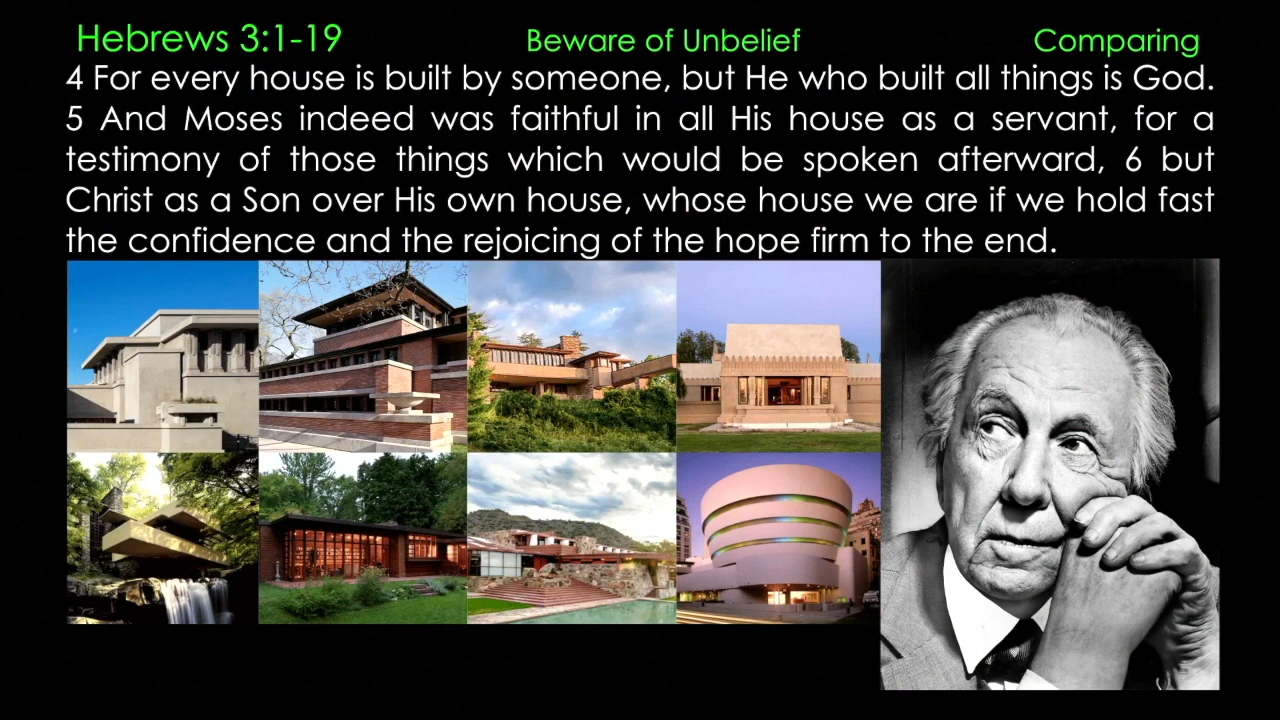 Hebrews 3:1-19 Beware of Unbelief Comparing
4 For every house is built by someone, but He who built all things is God.
5 And Moses indeed was faithful in all His house as a servant, for a
testimony of those things which would be spoken afterward, 6 but
Christ as a Son over His own house, whose house we are if we hold fast
the confidence and the rejoicing of the hope firm to the end.